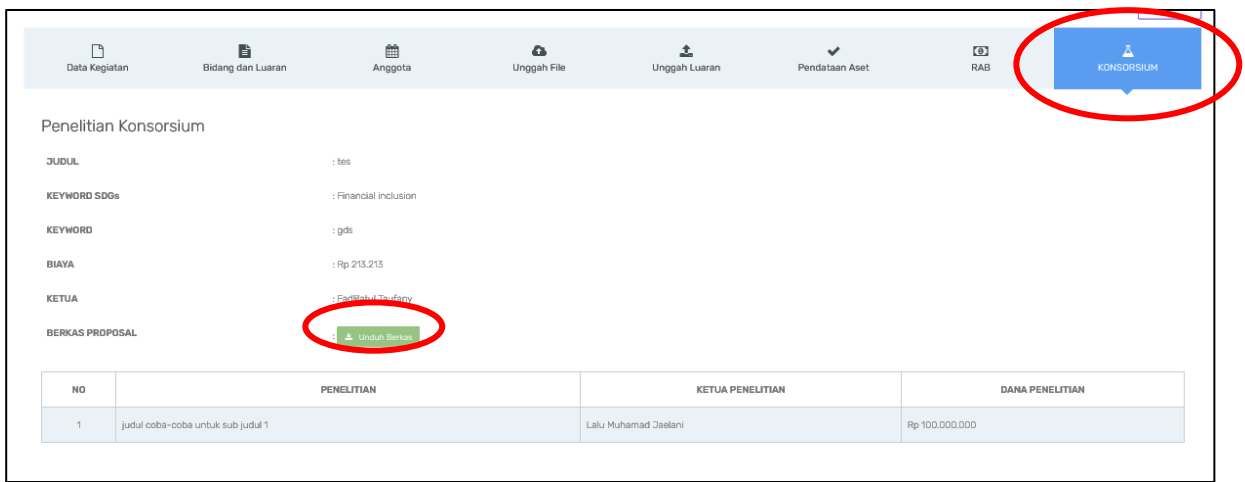 Data Kegiatan Bidang dan Luaran Anggota Unggah File Unggah Luaran Pendataan Aset RAB KONSORSIUM
Penelitian Konsorsium
JUDUL : tes
KEYWORD SDGs : Financial inclusion
KEYWORD : gds
BIAYA : Rp 213.213
KETUA : Fadlilatul Taufany
BERKAS PROPOSAL : Unduh Berkas
NO PENELITIAN KETUA PENELITIAN DANA PENELITIAN
1 judul coba-coba untuk sub judul 1 Lalu Muhamad Jaelani Rp 100.000.000